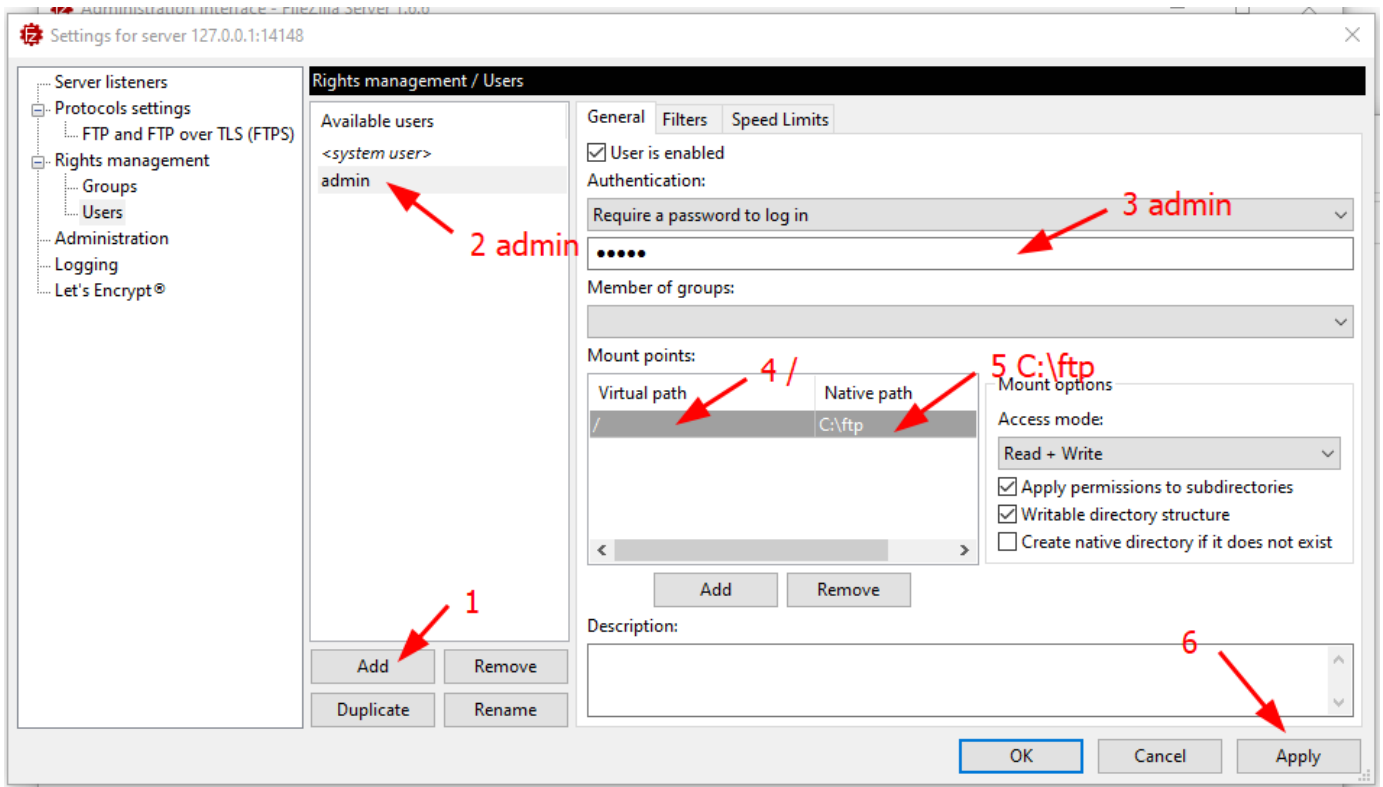 Administration interface - FileZilla Server 1.6.6
Settings for server 127.0.0.1:14148
Server listeners
Protocols settings
FTP and FTP over TLS (FTPS)
Rights management
Groups
Users
Administration
Logging
Let's Encrypt®
Rights management / Users
Available users
<system user>
admin
2 admin
1
Add
Remove
Duplicate
Rename
General
Filters
Speed Limits
User is enabled
Authentication:
Require a password to log in
3 admin
•••••
Member of groups:
Mount points:
4 /
5 C:\ftp
Virtual path
Native path
/
C:\ftp
Mount options
Access mode:
Read + Write
Apply permissions to subdirectories
Writable directory structure
Create native directory if it does not exist
Add
Remove
Description:
6
OK
Cancel
Apply